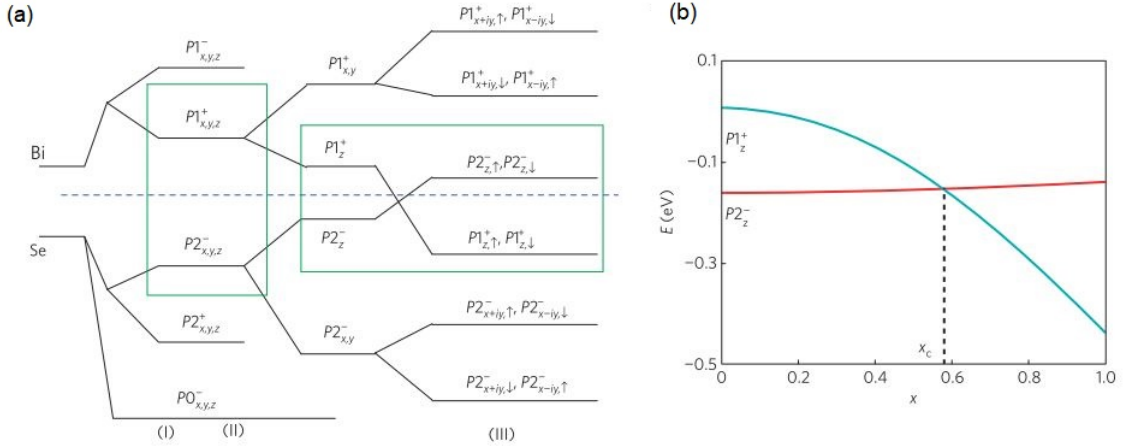 (a)
P1⁺x+iy,↑, P1⁺x−iy,↓
P1⁻x,y,z
P1⁺x,y
P1⁺x+iy,↓, P1⁺x−iy,↑
P1⁺x,y,z
Bi
P1⁺z
P2⁻z,↑, P2⁻z,↓
Se
P2⁻x,y,z
P2⁻z
P1⁺z,↑, P1⁺z,↓
P2⁻x+iy,↑, P2⁻x−iy,↓
P2⁺x,y,z
P2⁻x,y
P2⁻x+iy,↓, P2⁻x−iy,↑
P0⁻x,y,z
(I) (II) (III)
(b)
0.1
P1⁺z
−0.1
P2⁻z
E (eV)
−0.3
xc
−0.5
0 0.2 0.4 0.6 0.8 1.0
x